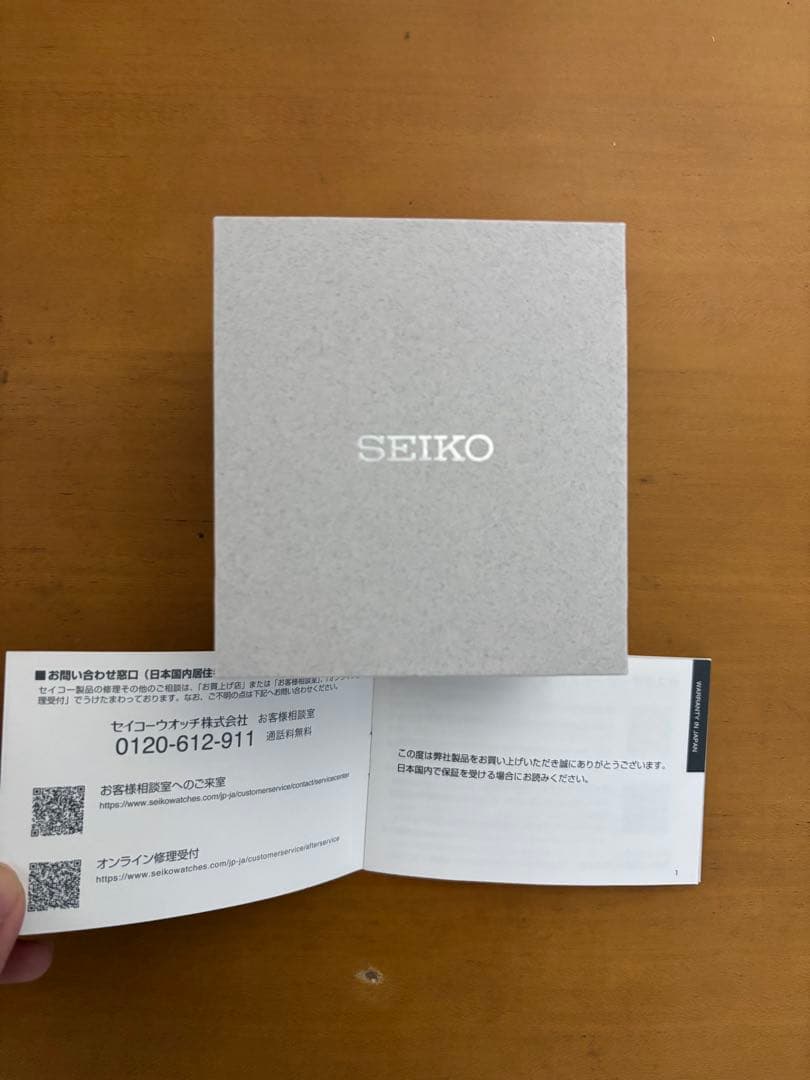 SEIKO
■お問い合わせ窓口（日本国内居住
セイコー製品の修理その他のご相談は、「お買上げ店」または「お客様相談室」、「オンライン
理受付」でうけたまわっております。なお、ご不明の点は下記へお問い合わせください。
セイコーウオッチ株式会社 お客様相談室
0120-612-911 通話料無料
お客様相談室へのご来室
https://www.seikowatches.com/jp-ja/customerservice/contact/servicecenter
オンライン修理受付
https://www.seikowatches.com/jp-ja/customerservice/afterservice
WARRANTY IN JAPAN
この度は弊社製品をお買い上げいただき誠にありがとうございます。
日本国内で保証を受ける場合にお読みください。
1